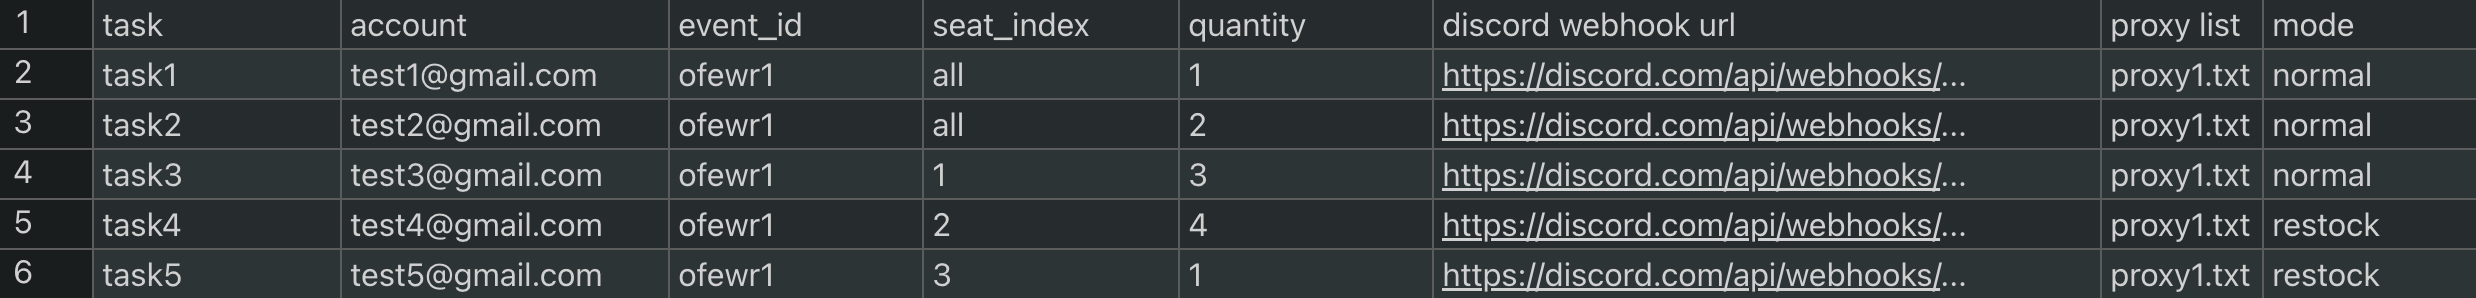 1 task account event_id seat_index quantity discord webhook url proxy list mode
2 task1 test1@gmail.com ofewr1 all 1 https://discord.com/api/webhooks/... proxy1.txt normal
3 task2 test2@gmail.com ofewr1 all 2 https://discord.com/api/webhooks/... proxy1.txt normal
4 task3 test3@gmail.com ofewr1 1 3 https://discord.com/api/webhooks/... proxy1.txt normal
5 task4 test4@gmail.com ofewr1 2 4 https://discord.com/api/webhooks/... proxy1.txt restock
6 task5 test5@gmail.com ofewr1 3 1 https://discord.com/api/webhooks/... proxy1.txt restock